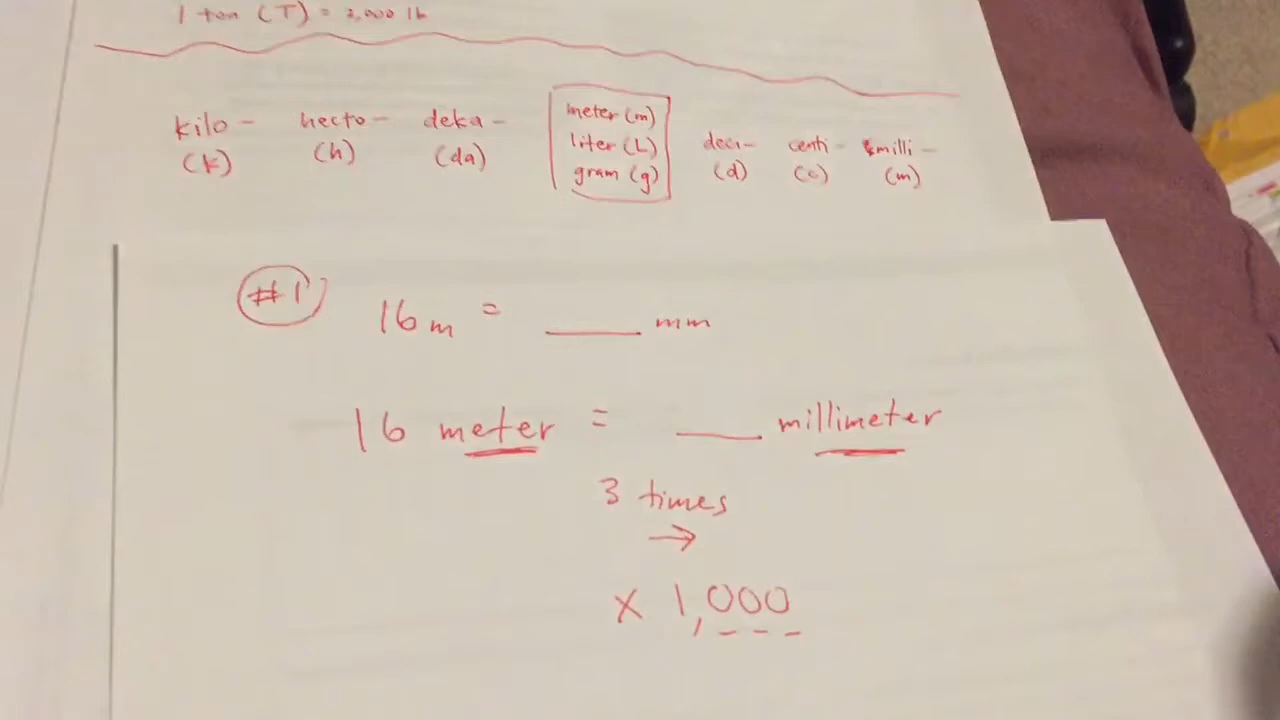 1 ton (T) = 2,000 lb
kilo - hecto - deka - meter (m) liter (L) gram (g) deci - centi - milli -
(k) (h) (da) (d) (c) (m)
#1 16m = ____ mm
16 meter = ____ millimeter
3 times
→
x 1,000